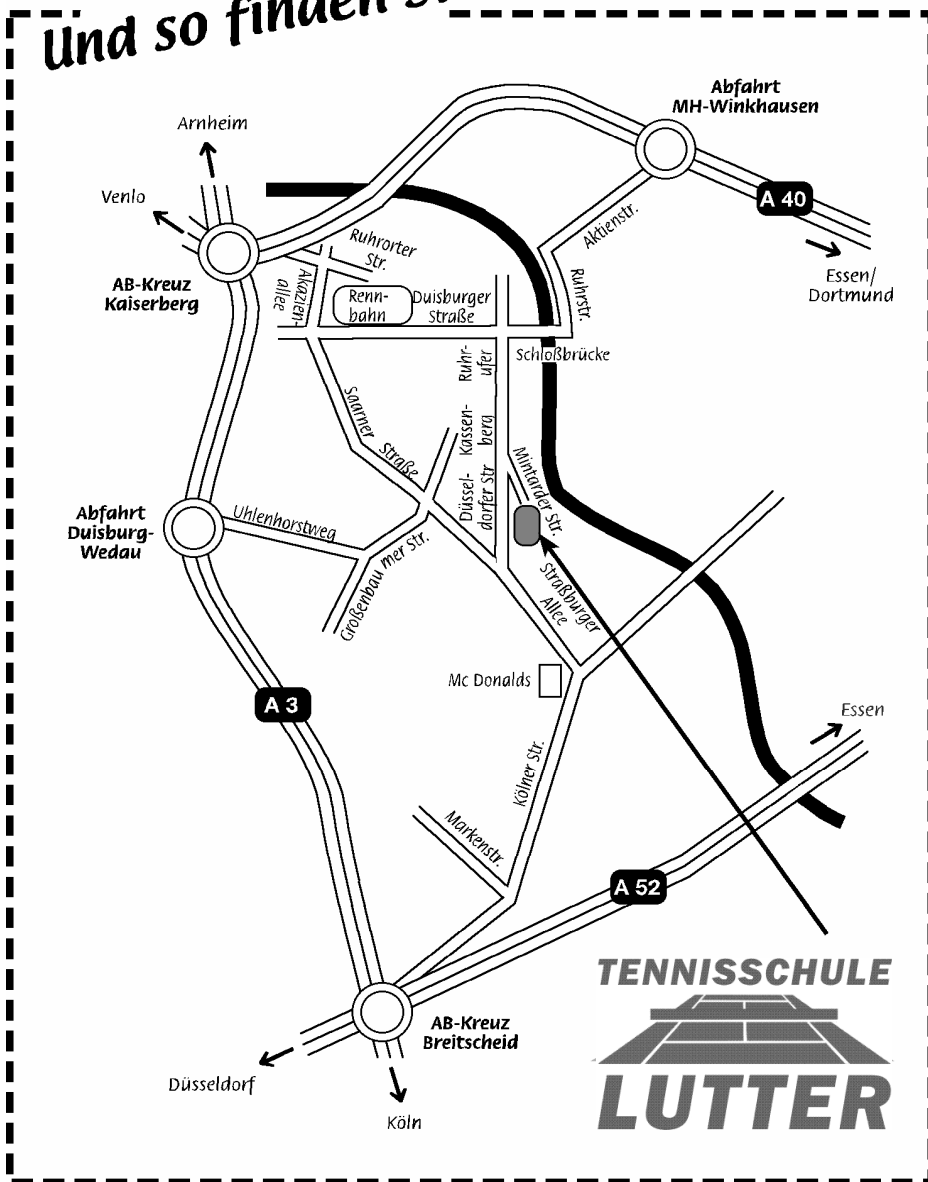 Und so finden
Abfahrt
MH-Winkhausen
Arnheim
Venlo
A 40
Aktienstr.
Ruhrorter
Str.
Essen/
Dortmund
AB-Kreuz
Kaiserberg
Akazien-
allee
Renn-
bahn
Duisburger
Straße
Ruhrstr.
Ruhr-
ufer
Schloßbrücke
Saarner
Straße
Kassen-
berg
Düssel-
dorfer Str
Mintarder Str.
Abfahrt
Duisburg-
Wedau
Uhlenhorstweg
Großenbau mer Str.
Straßburger
Allee
Mc Donalds
A 3
Essen
Kölner Str.
Markenstr.
A 52
AB-Kreuz
Breitscheid
Düsseldorf
Köln
TENNISSCHULE
LUTTER